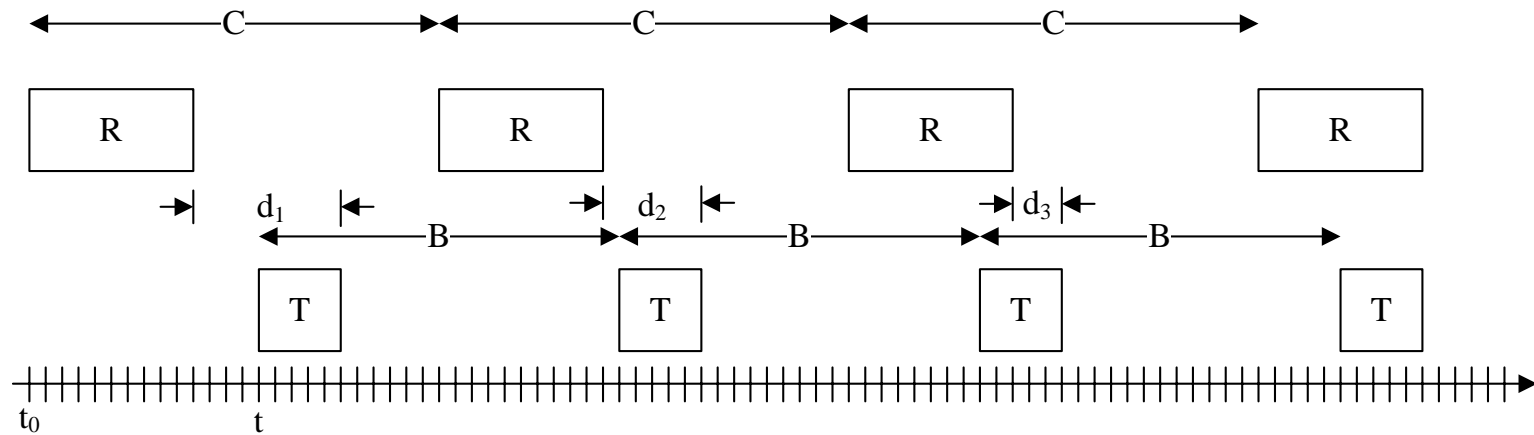 C C C
R R R R
d₁ d₂ d₃
B B B
T T T T
t₀ t